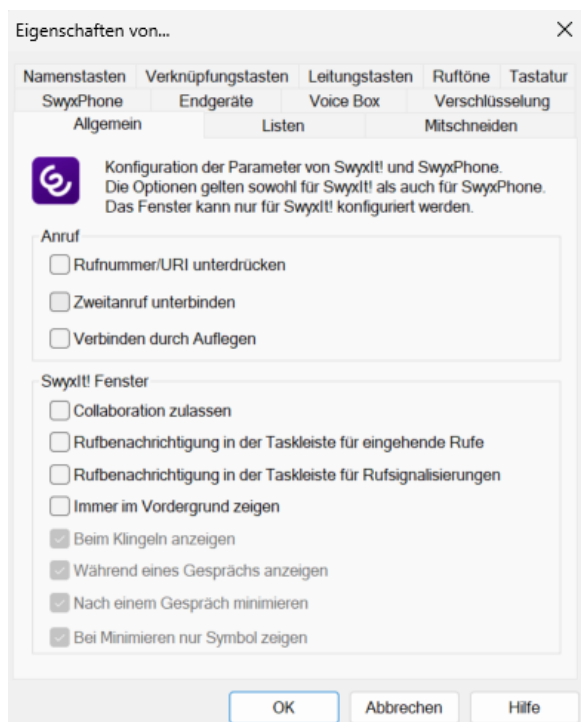 Eigenschaften von...
Namenstasten Verknüpfungstasten Leitungstasten Ruftöne Tastatur
SwyxPhone Endgeräte Voice Box Verschlüsselung
Allgemein Listen Mitschneiden
Konfiguration der Parameter von SwyxIt! und SwyxPhone.
Die Optionen gelten sowohl für SwyxIt! als auch für SwyxPhone.
Das Fenster kann nur für SwyxIt! konfiguriert werden.
Anruf
Rufnummer/URI unterdrücken
Zweitanruf unterbinden
Verbinden durch Auflegen
SwyxIt! Fenster
Collaboration zulassen
Rufbenachrichtigung in der Taskleiste für eingehende Rufe
Rufbenachrichtigung in der Taskleiste für Rufsignalisierungen
Immer im Vordergrund zeigen
Beim Klingeln anzeigen
Während eines Gesprächs anzeigen
Nach einem Gespräch minimieren
Bei Minimieren nur Symbol zeigen
OK Abbrechen Hilfe